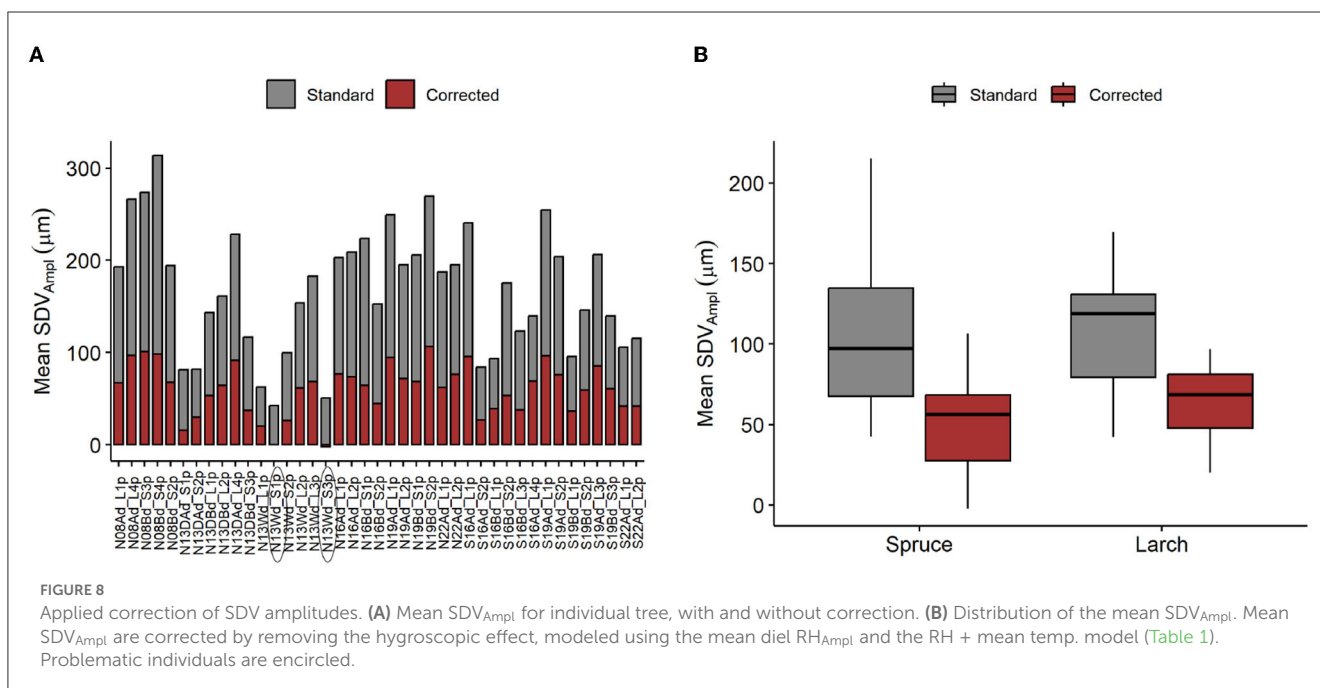 A
Standard
Corrected
Mean SDVAmpl (μm)
300
200
100
0
N08Ad_L1p
N08Ad_L4p
N08Bd_S3p
N08Bd_S4p
N08Bd_S2p
N13DAd_S1p
N13DAd_S2p
N13DBd_L1p
N13DBd_L2p
N13DAd_L4p
N13DBd_S3p
N13Wd_L1p
N13Wd_S1p
N13Wd_S2p
N13Wd_L2p
N13Wd_L3p
N13Wd_S3p
N16Ad_L1p
N16Ad_L2p
N16Bd_S1p
N16Bd_S2p
N19Ad_L1p
N19Ad_L2p
N19Bd_S1p
N19Bd_S2p
N22Ad_L1p
N22Ad_L2p
S16Ad_L1p
S16Ad_S2p
S16Bd_L1p
S16Bd_S2p
S16Bd_L3p
S16Ad_L4p
S19Ad_L1p
S19Ad_S2p
S19Bd_L1p
S19Bd_S2p
S19Ad_L3p
S19Bd_S3p
S22Ad_L1p
S22Ad_L2p
B
Standard
Corrected
Mean SDVAmpl (μm)
200
150
100
50
0
Spruce
Larch
FIGURE 8
Applied correction of SDV amplitudes. (A) Mean SDVAmpl for individual tree, with and without correction. (B) Distribution of the mean SDVAmpl. Mean
SDVAmpl are corrected by removing the hygroscopic effect, modeled using the mean diel RHAmpl and the RH + mean temp. model (Table 1).
Problematic individuals are encircled.